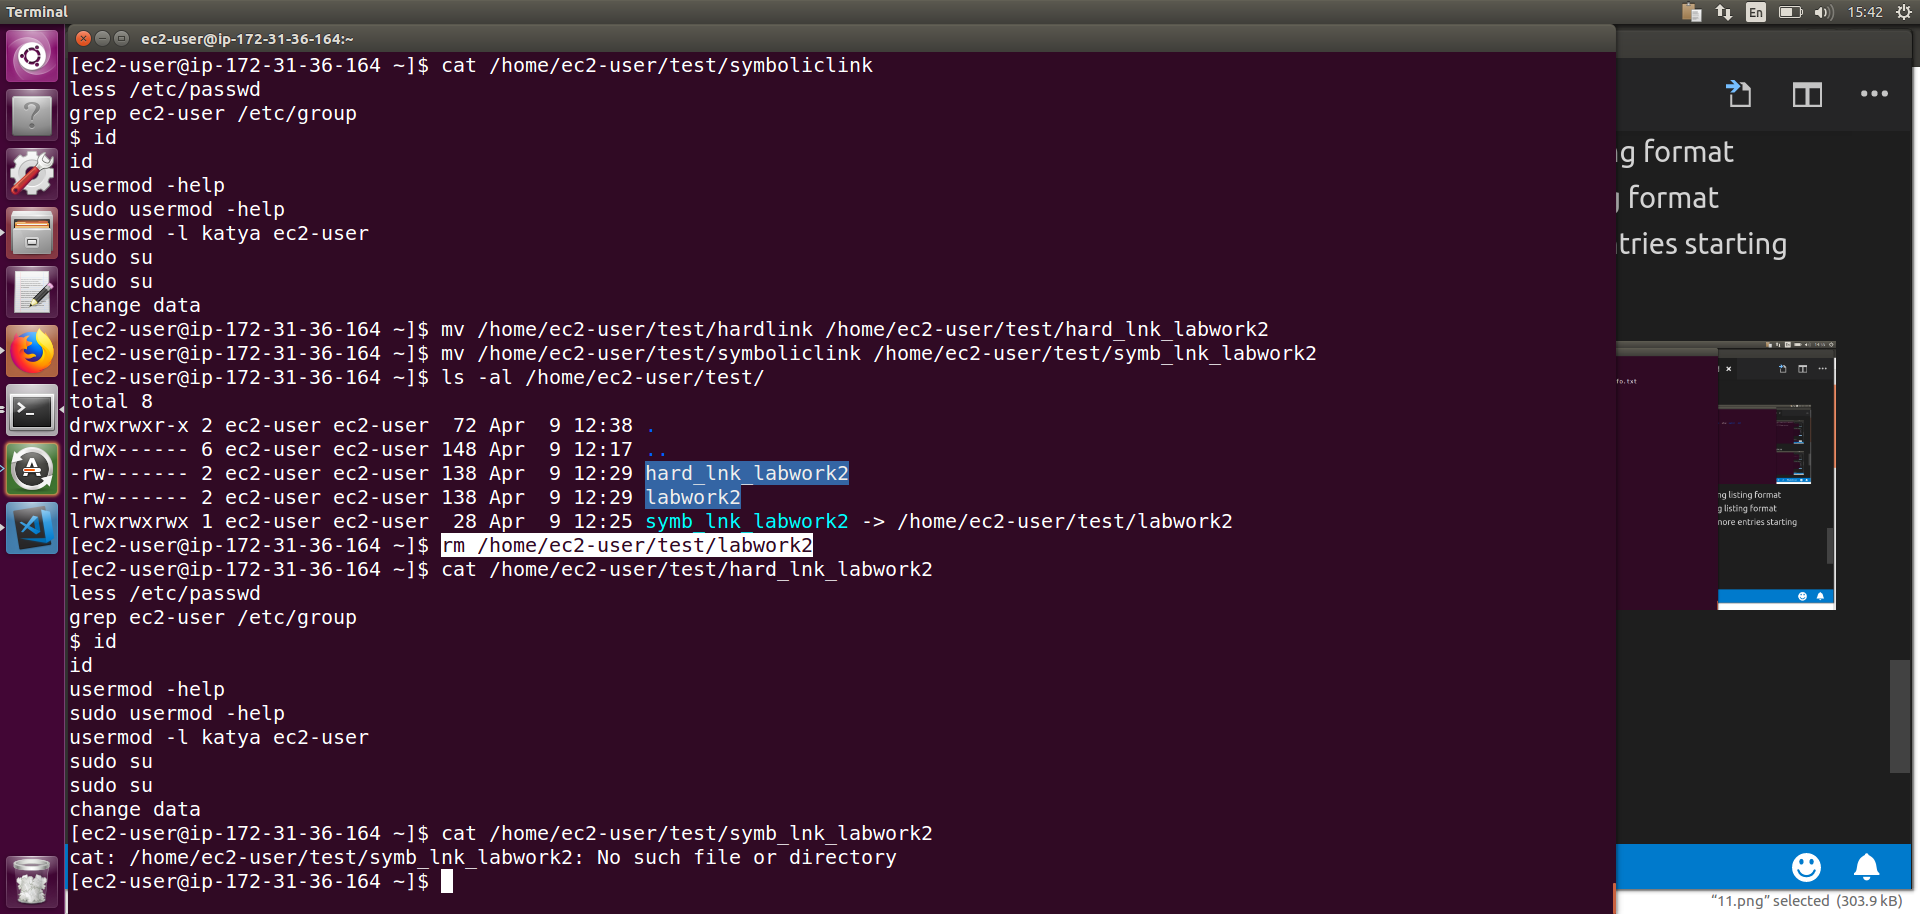 Terminal
En
15:42
ec2-user@ip-172-31-36-164:~
[ec2-user@ip-172-31-36-164 ~]$ cat /home/ec2-user/test/symboliclink
less /etc/passwd
grep ec2-user /etc/group
$ id
id
usermod -help
sudo usermod -help
usermod -l katya ec2-user
sudo su
sudo su
change data
[ec2-user@ip-172-31-36-164 ~]$ mv /home/ec2-user/test/hardlink /home/ec2-user/test/hard_lnk_labwork2
[ec2-user@ip-172-31-36-164 ~]$ mv /home/ec2-user/test/symboliclink /home/ec2-user/test/symb_lnk_labwork2
[ec2-user@ip-172-31-36-164 ~]$ ls -al /home/ec2-user/test/
total 8
drwxrwxr-x 2 ec2-user ec2-user  72 Apr  9 12:38 .
drwx------ 6 ec2-user ec2-user 148 Apr  9 12:17 ..
-rw------- 2 ec2-user ec2-user 138 Apr  9 12:29 hard_lnk_labwork2
-rw------- 2 ec2-user ec2-user 138 Apr  9 12:29 labwork2
lrwxrwxrwx 1 ec2-user ec2-user  28 Apr  9 12:25 symb_lnk_labwork2 -> /home/ec2-user/test/labwork2
[ec2-user@ip-172-31-36-164 ~]$ rm /home/ec2-user/test/labwork2
[ec2-user@ip-172-31-36-164 ~]$ cat /home/ec2-user/test/hard_lnk_labwork2
less /etc/passwd
grep ec2-user /etc/group
$ id
id
usermod -help
sudo usermod -help
usermod -l katya ec2-user
sudo su
sudo su
change data
[ec2-user@ip-172-31-36-164 ~]$ cat /home/ec2-user/test/symb_lnk_labwork2
cat: /home/ec2-user/test/symb_lnk_labwork2: No such file or directory
[ec2-user@ip-172-31-36-164 ~]$
g format
format
tries starting
fo.txt
ng listing format
g listing format
more entries starting
"11.png" selected (303.9 kB)